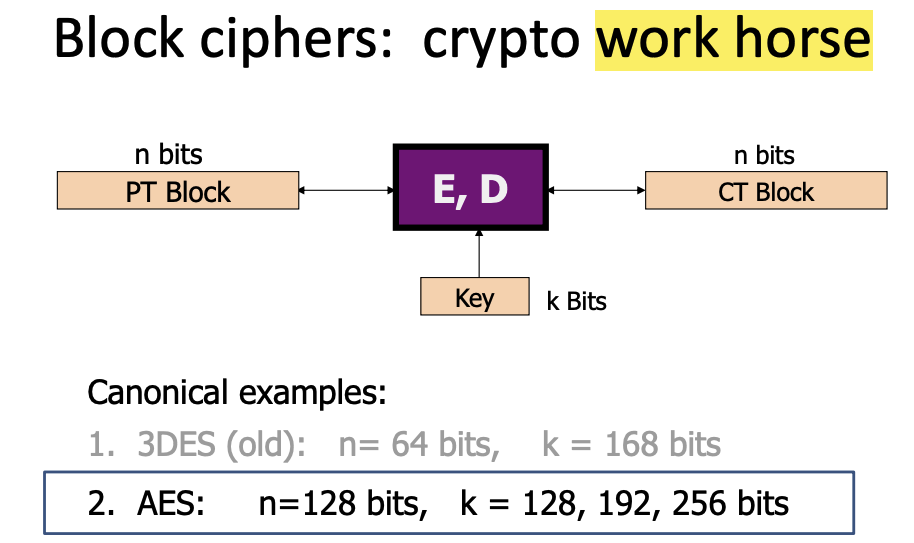 Block ciphers: crypto work horse
n bits
n bits
PT Block
E, D
CT Block
Key
k Bits
Canonical examples:
1. 3DES (old): n= 64 bits, k = 168 bits
2. AES: n=128 bits, k = 128, 192, 256 bits